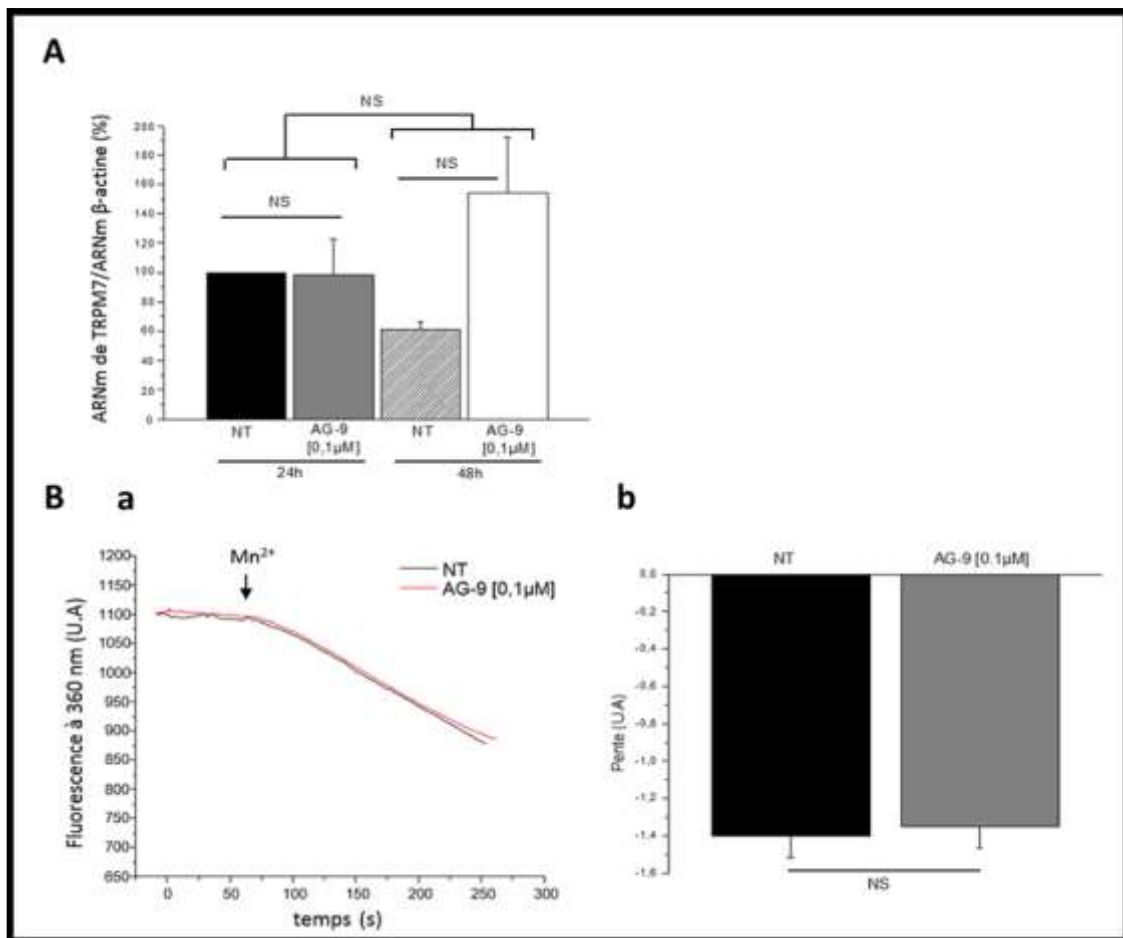 A
NS
NS
NS
ARNm de TRPM7/ARNm β-actine (%)
200
180
160
140
120
100
80
60
40
20
0
NT
AG-9
[0,1µM]
NT
AG-9
[0,1µM]
24h
48h
B a
Mn²⁺
NT
AG-9 [0,1µM]
Fluorescence à 360 nm (U.A)
1200
1150
1100
1050
1000
950
900
850
800
750
700
650
0 50 100 150 200 250 300
temps (s)
b
NT
AG-9 [0.1µM]
Pente (U.A)
0,0
-0,2
-0,4
-0,6
-0,8
-1,0
-1,2
-1,4
-1,6
NS